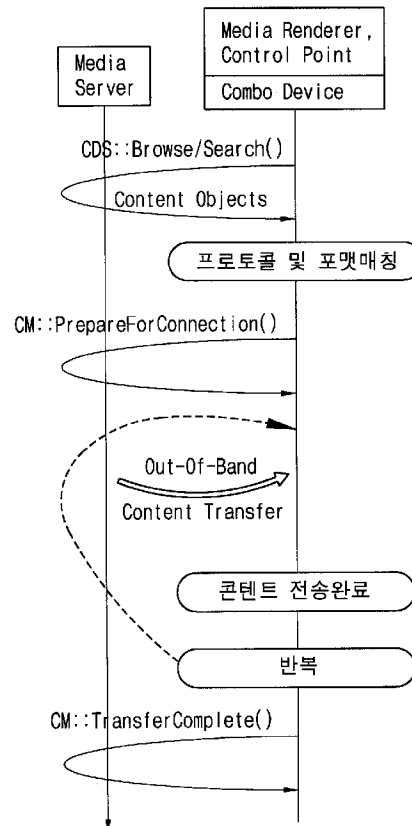 Media
Server
Media Renderer,
Control Point
Combo Device
CDS::Browse/Search()
Content Objects
프로토콜 및 포맷매칭
CM::PrepareForConnection()
Out-Of-Band
Content Transfer
콘텐트 전송완료
반복
CM::TransferComplete()